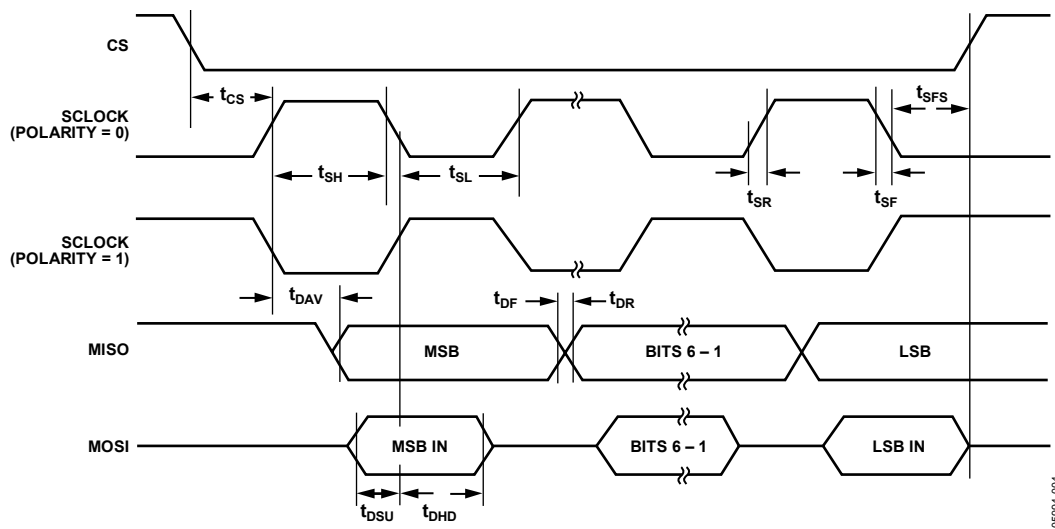 CS
tCS
tSFS
SCLOCK
(POLARITY = 0)
tSH
tSL
tSR
tSF
SCLOCK
(POLARITY = 1)
tDAV
tDF
tDR
MISO
MSB
BITS 6 – 1
LSB
MOSI
MSB IN
BITS 6 – 1
LSB IN
tDSU
tDHD